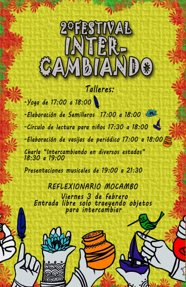 2º FESTIVAL
INTER-
CAMBIANDO
Talleres:
-Yoga de 17:00 a 18:00
-Elaboración de Semilleros 17:00 a 18:00
-Círculo de lectura para niños 17:30 a 18:00
-Elaboración de vasijas de periódico 17:00 a 18:00
Charla "Intercambiando en diversos estados"
18:30 a 19:00
Presentaciones musicales de 19:00 a 21:30
REFLEXIONARIO MOCAMBO
Viernes 3 de febrero
Entrada libre solo trayendo objetos
para intercambiar